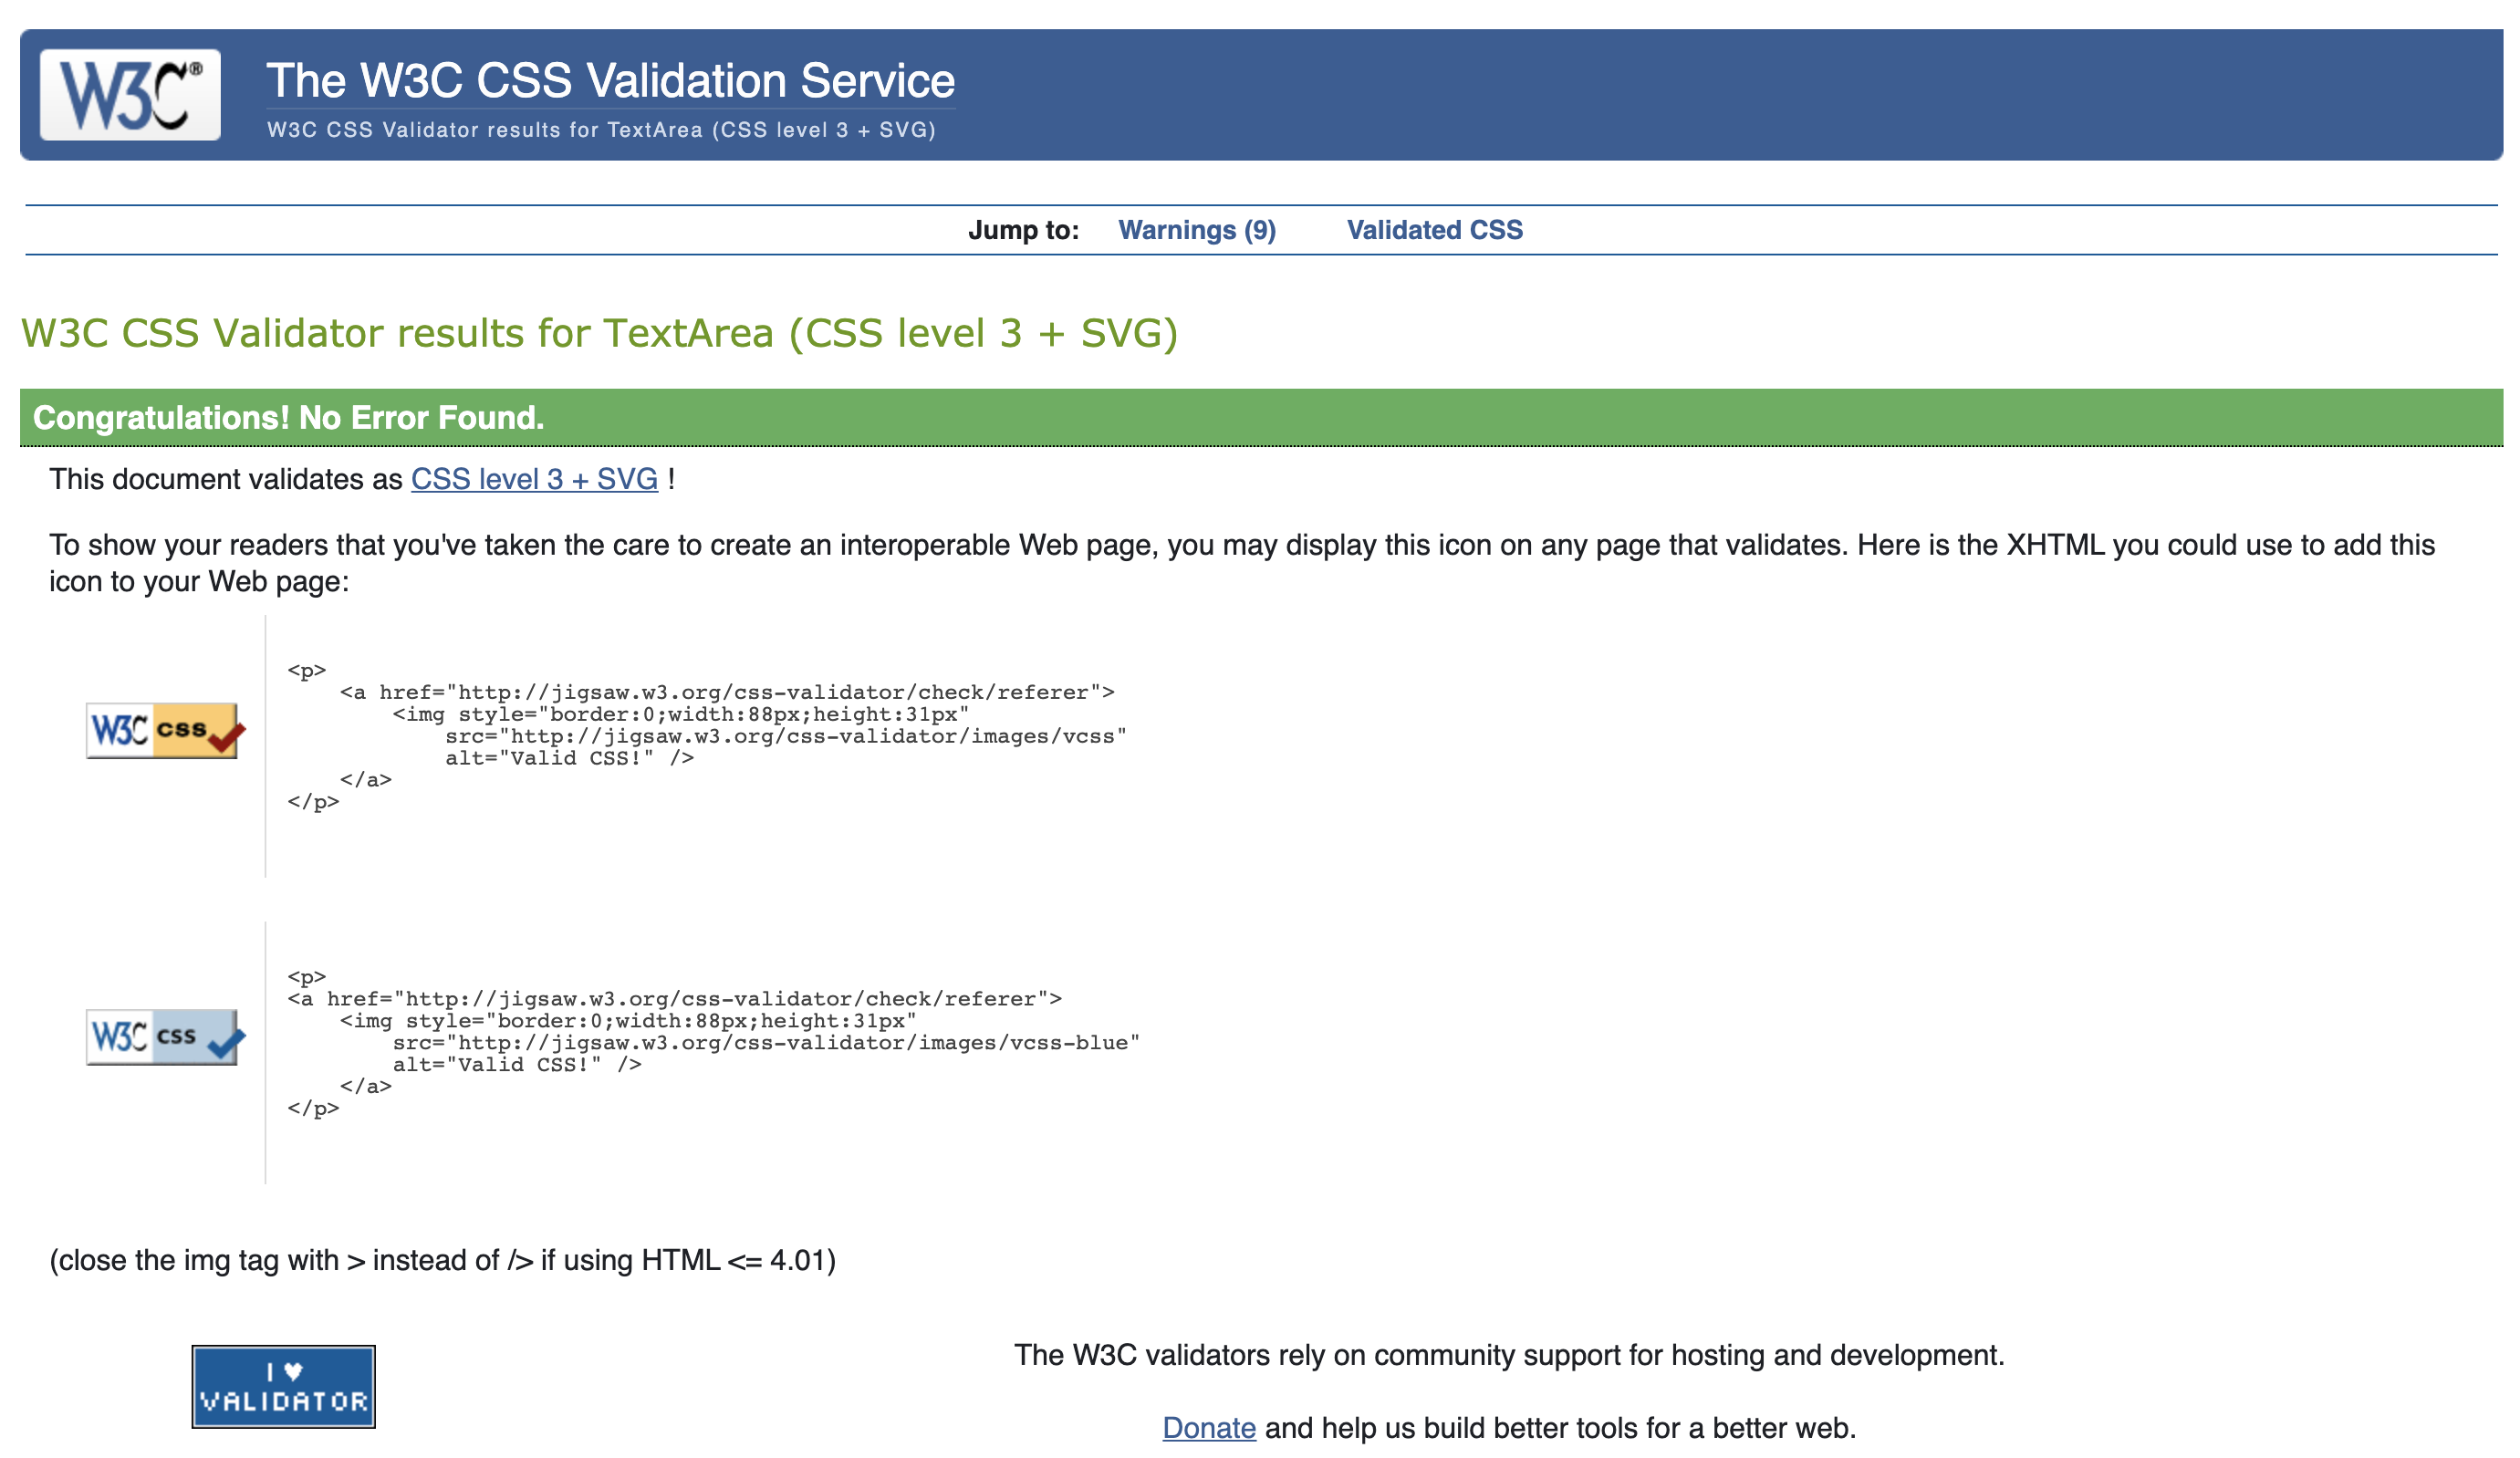 W3C®
The W3C CSS Validation Service
W3C CSS Validator results for TextArea (CSS level 3 + SVG)
Jump to: Warnings (9) Validated CSS
W3C CSS Validator results for TextArea (CSS level 3 + SVG)
Congratulations! No Error Found.
This document validates as CSS level 3 + SVG !
To show your readers that you've taken the care to create an interoperable Web page, you may display this icon on any page that validates. Here is the XHTML you could use to add this
icon to your Web page:
W3C css
<p>
    <a href="http://jigsaw.w3.org/css-validator/check/referer">
        <img style="border:0;width:88px;height:31px"
            src="http://jigsaw.w3.org/css-validator/images/vcss"
            alt="Valid CSS!" />
    </a>
</p>
W3C css
<p>
<a href="http://jigsaw.w3.org/css-validator/check/referer">
    <img style="border:0;width:88px;height:31px"
        src="http://jigsaw.w3.org/css-validator/images/vcss-blue"
        alt="Valid CSS!" />
    </a>
</p>
(close the img tag with > instead of /> if using HTML <= 4.01)
I ♥
VALIDATOR
The W3C validators rely on community support for hosting and development.
Donate and help us build better tools for a better web.